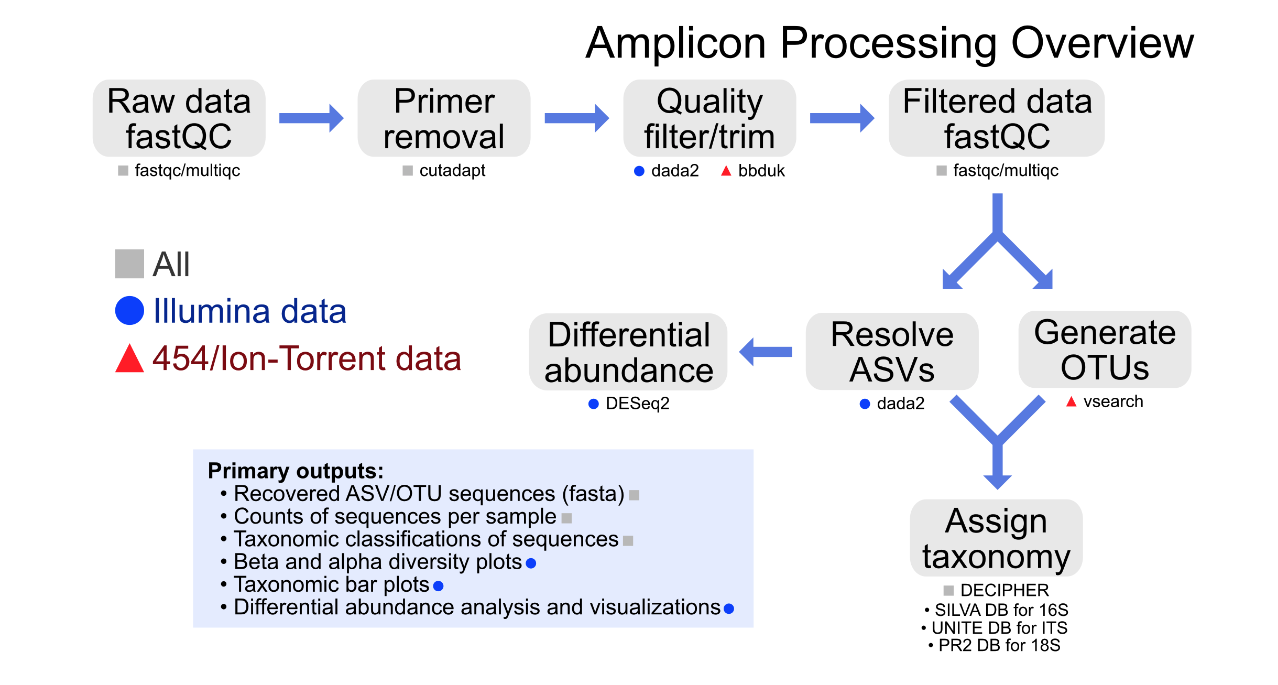 Amplicon Processing Overview
Raw data
fastQC
fastqc/multiqc
Primer
removal
cutadapt
Quality
filter/trim
dada2
bbduk
Filtered data
fastQC
fastqc/multiqc
All
Illumina data
454/Ion-Torrent data
Differential
abundance
DESeq2
Resolve
ASVs
dada2
Generate
OTUs
vsearch
Primary outputs:
• Recovered ASV/OTU sequences (fasta)
• Counts of sequences per sample
• Taxonomic classifications of sequences
• Beta and alpha diversity plots
• Taxonomic bar plots
• Differential abundance analysis and visualizations
Assign
taxonomy
DECIPHER
• SILVA DB for 16S
• UNITE DB for ITS
• PR2 DB for 18S